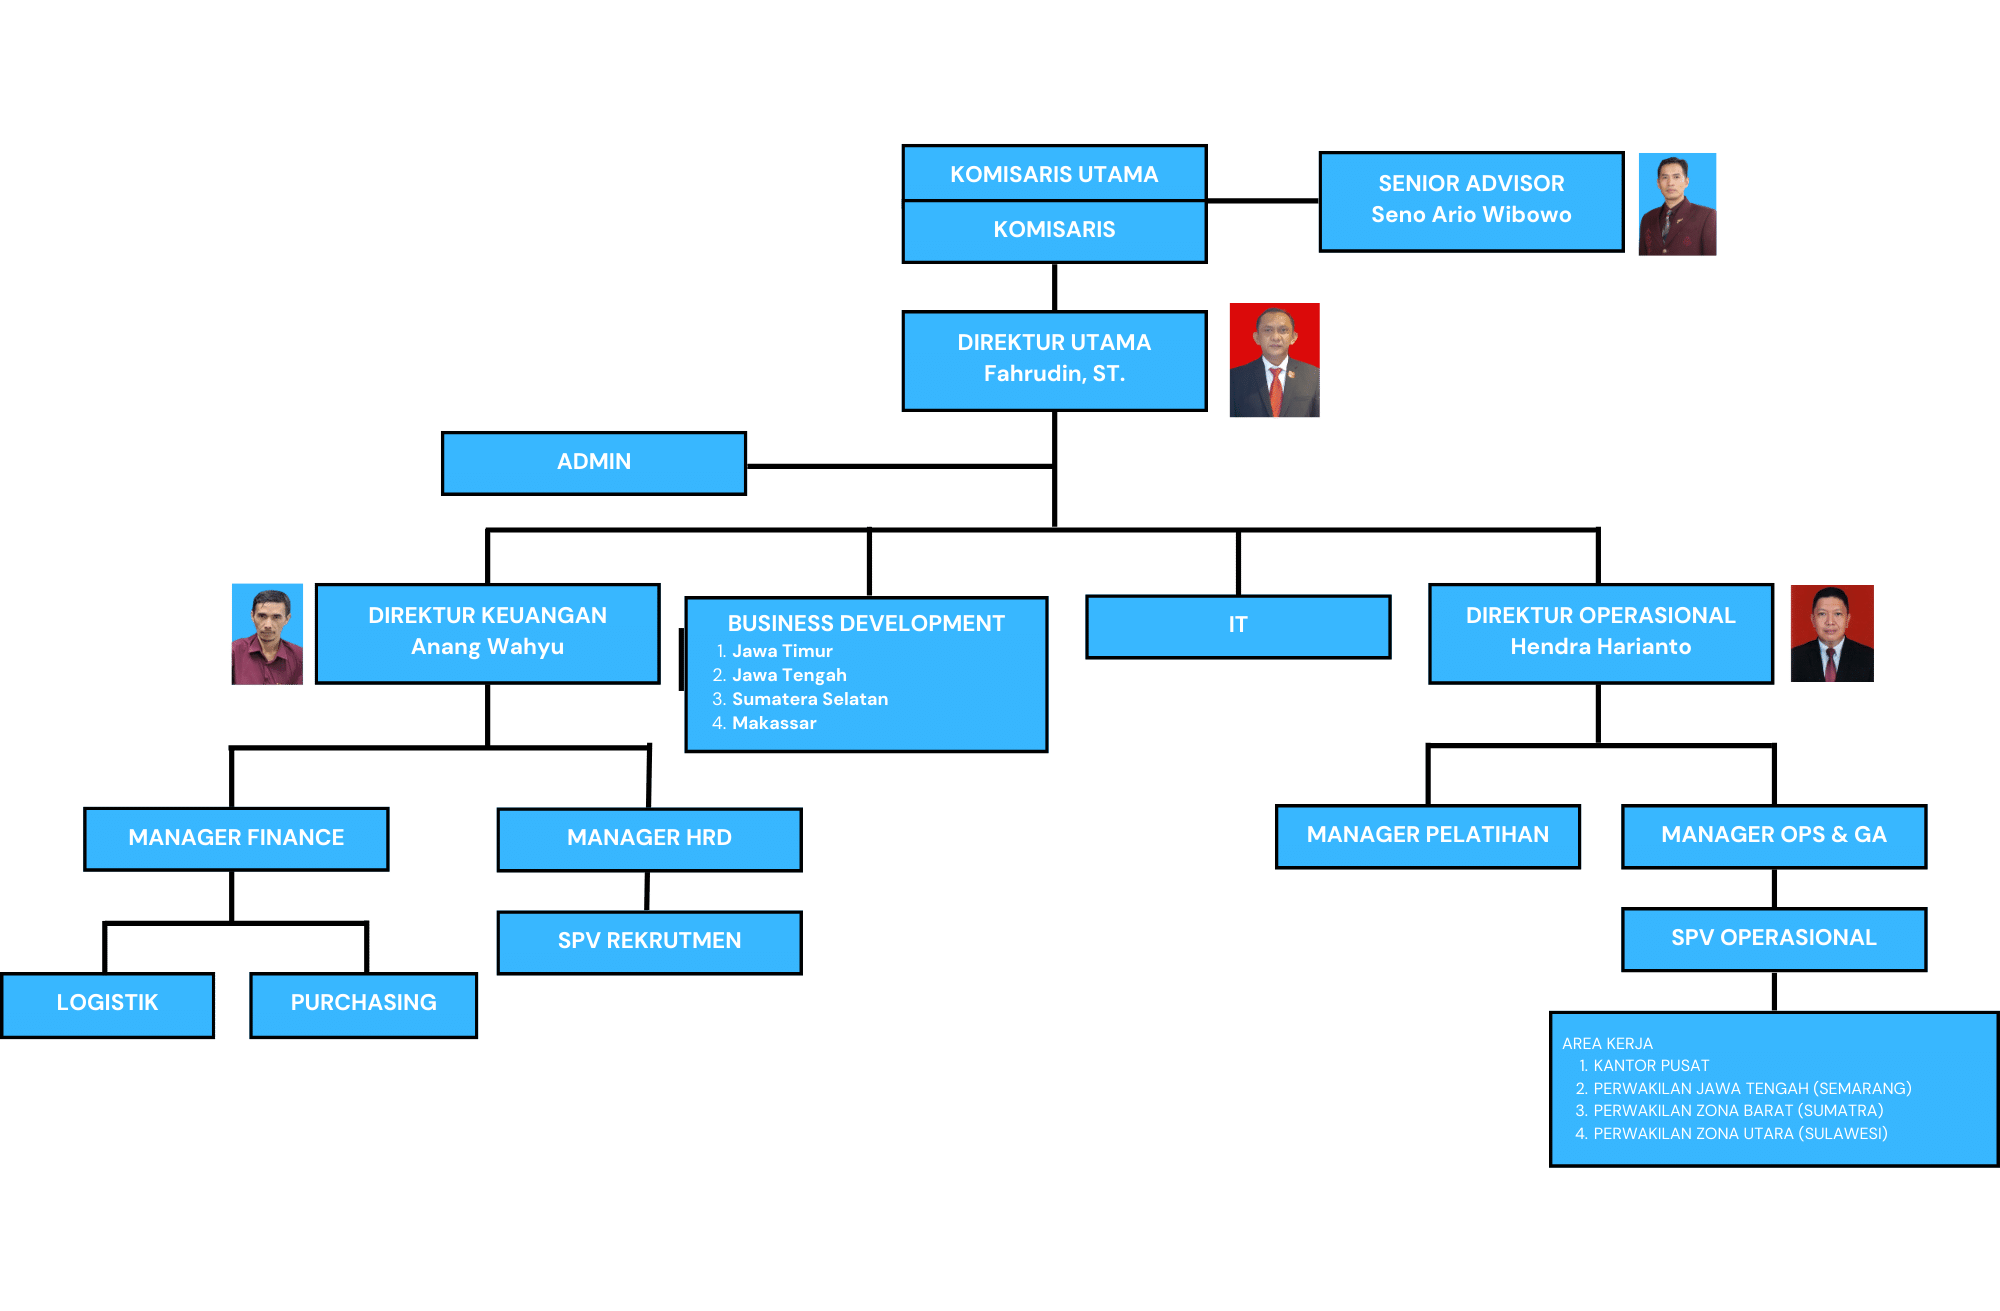 KOMISARIS UTAMA
KOMISARIS
SENIOR ADVISOR
Seno Ario Wibowo
DIREKTUR UTAMA
Fahrudin, ST.
ADMIN
DIREKTUR KEUANGAN
Anang Wahyu
BUSINESS DEVELOPMENT
1. Jawa Timur
2. Jawa Tengah
3. Sumatera Selatan
4. Makassar
IT
DIREKTUR OPERASIONAL
Hendra Harianto
MANAGER FINANCE
MANAGER HRD
MANAGER PELATIHAN
MANAGER OPS & GA
SPV REKRUTMEN
SPV OPERASIONAL
LOGISTIK
PURCHASING
AREA KERJA
1. KANTOR PUSAT
2. PERWAKILAN JAWA TENGAH (SEMARANG)
3. PERWAKILAN ZONA BARAT (SUMATRA)
4. PERWAKILAN ZONA UTARA (SULAWESI)